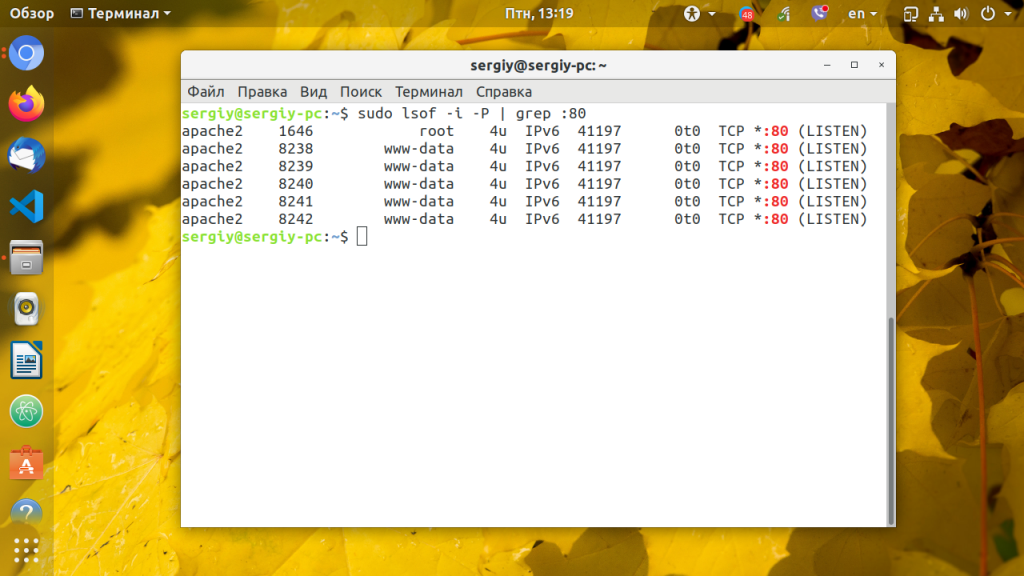 Обзор Терминал Птн, 13:19 48 en
sergiy@sergiy-pc: ~
Файл Правка Вид Поиск Терминал Справка
sergiy@sergiy-pc:~$ sudo lsof -i -P | grep :80
apache2 1646 root 4u IPv6 41197 0t0 TCP *:80 (LISTEN)
apache2 8238 www-data 4u IPv6 41197 0t0 TCP *:80 (LISTEN)
apache2 8239 www-data 4u IPv6 41197 0t0 TCP *:80 (LISTEN)
apache2 8240 www-data 4u IPv6 41197 0t0 TCP *:80 (LISTEN)
apache2 8241 www-data 4u IPv6 41197 0t0 TCP *:80 (LISTEN)
apache2 8242 www-data 4u IPv6 41197 0t0 TCP *:80 (LISTEN)
sergiy@sergiy-pc:~$